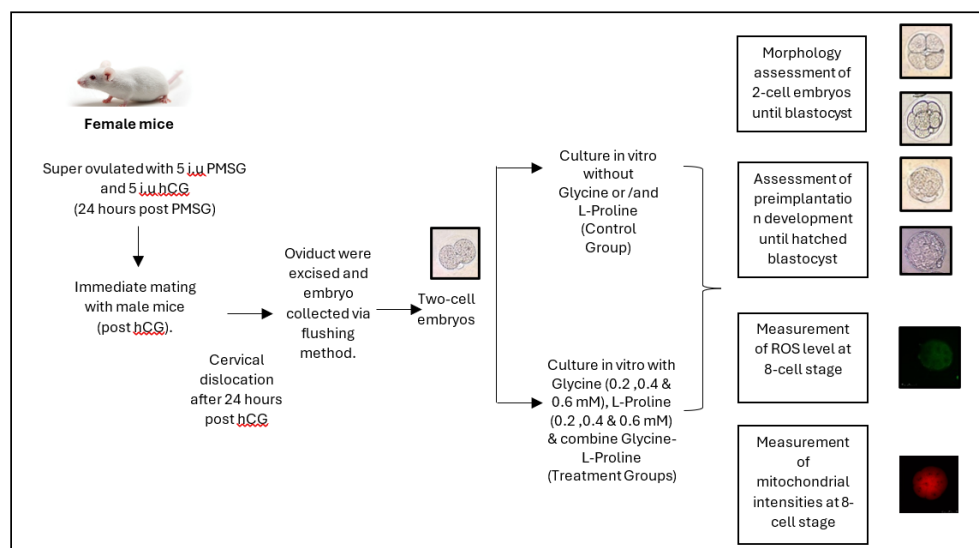 Female mice
Super ovulated with 5 i.u PMSG
and 5 i.u hCG
(24 hours post PMSG)
Immediate mating
with male mice
(post hCG).
Cervical
dislocation
after 24 hours
post hCG
Oviduct were
excised and
embryo
collected via
flushing
method.
Two-cell
embryos
Culture in vitro
without
Glycine or /and
L-Proline
(Control
Group)
Culture in vitro with
Glycine (0.2 ,0.4 &
0.6 mM), L-Proline
(0.2 ,0.4 & 0.6 mM)
& combine Glycine-
L-Proline
(Treatment Groups)
Morphology
assessment of
2-cell embryos
until blastocyst
Assessment of
preimplantatio
n development
until hatched
blastocyst
Measurement
of ROS level at
8-cell stage
Measurement
of
mitochondrial
intensities at 8-
cell stage